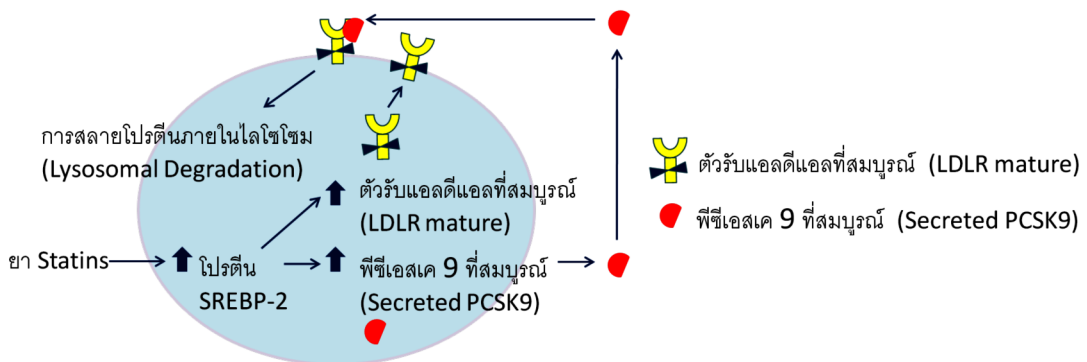 การสลายโปรตีนภายในไลโซโซม
(Lysosomal Degradation)
ตัวรับแอลดีแอลที่สมบูรณ์
(LDLR mature)
ยา Statins
โปรตีน
SREBP-2
พีซีเอสเค 9 ที่สมบูรณ์
(Secreted PCSK9)
ตัวรับแอลดีแอลที่สมบูรณ์ (LDLR mature)
พีซีเอสเค 9 ที่สมบูรณ์ (Secreted PCSK9)